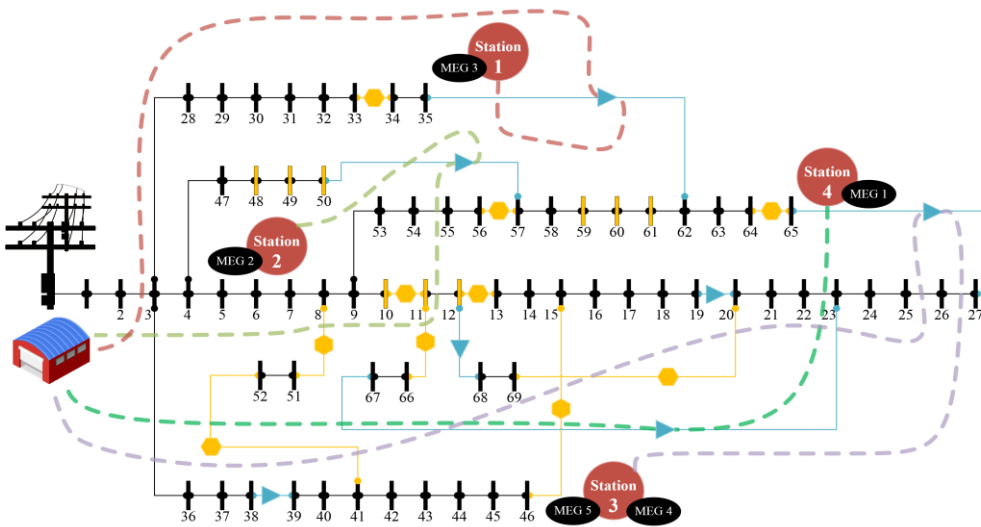 Station
1
MEG 3
28 29 30 31 32 33 34 35
Station
4
MEG 1
47 48 49 50
53 54 55 56 57 58 59 60 61 62 63 64 65
Station
2
MEG 2
2 3 4 5 6 7 8 9 10 11 12 13 14 15 16 17 18 19 20 21 22 23 24 25 26 27
52 51 67 66 68 69
36 37 38 39 40 41 42 43 44 45 46
Station
3
MEG 5
MEG 4